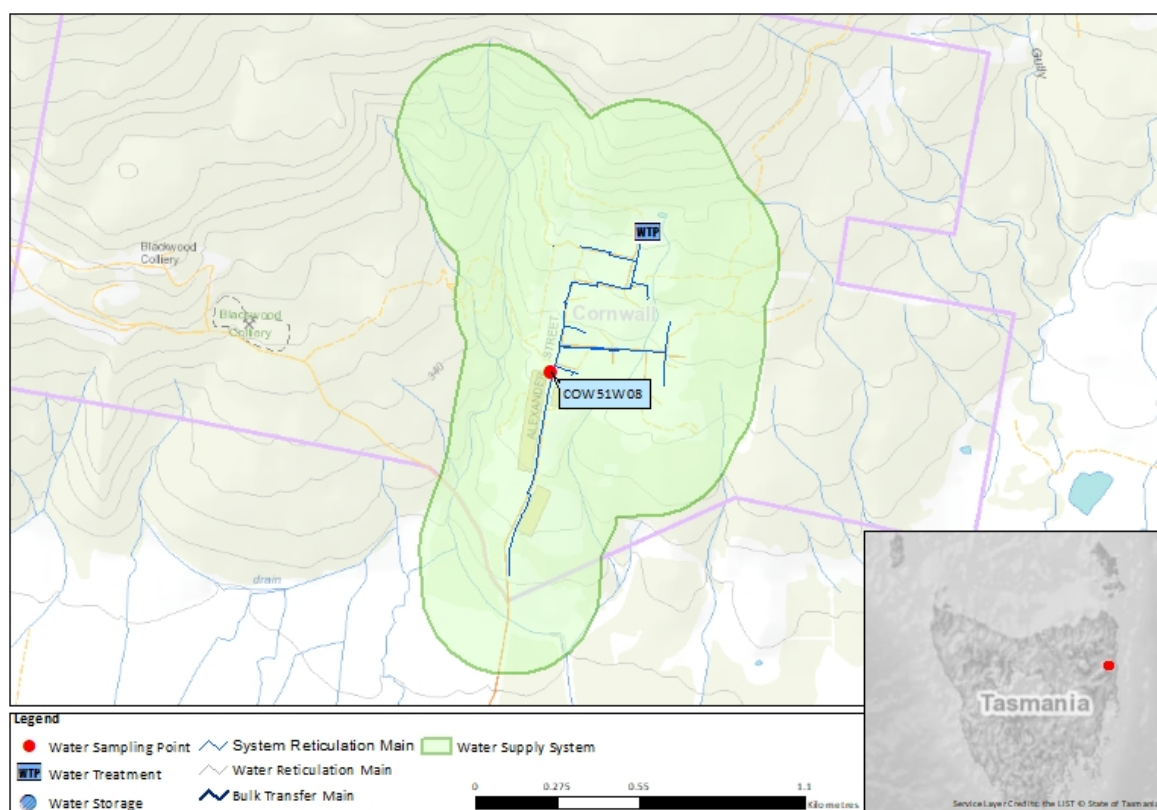 Gully
WTP
Blackwood
Colliery
Blackwood
Colliery
Cornwall
ALEXANDER STREET
340
COW51W08
drain
Tasmania
Legend
Water Sampling Point
System Reticulation Main
Water Supply System
WTP
Water Treatment
Water Reticulation Main
Water Storage
Bulk Transfer Main
0 0.275 0.55 1.1
Kilometres
Service Layer Credits: the LIST © State of Tasmania